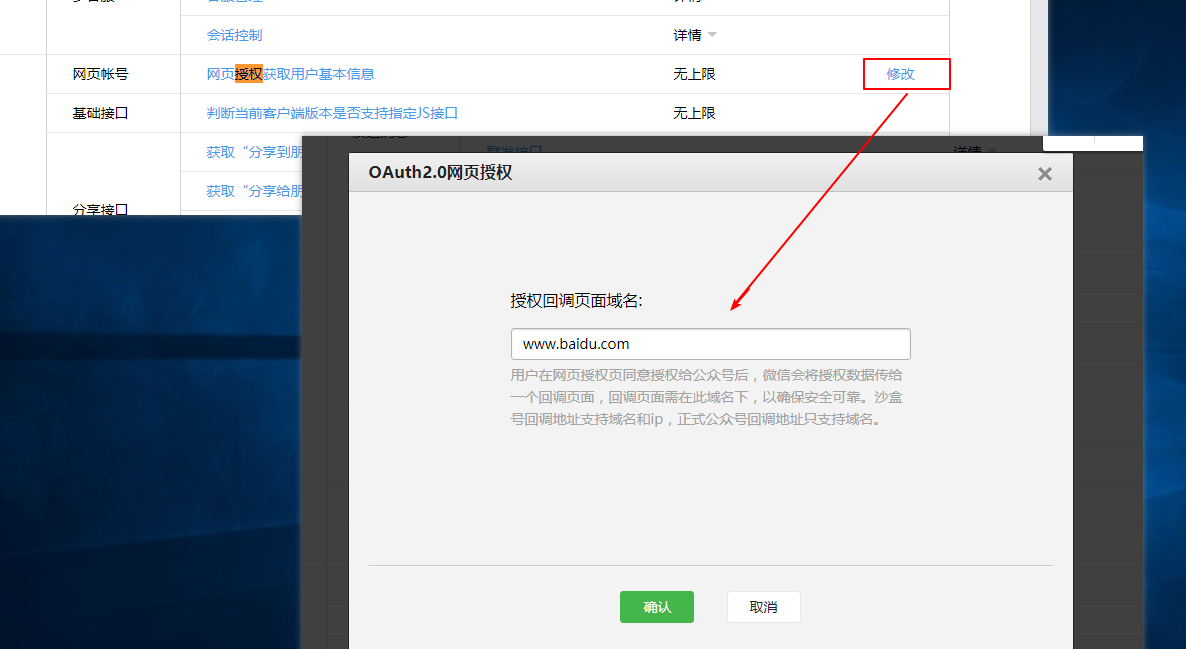 会话控制
详情
网页帐号
网页授权获取用户基本信息
无上限
修改
基础接口
判断当前客户端版本是否支持指定JS接口
无上限
获取“分享到朋
获取“分享给朋
分享接口
群发接口
详情
OAuth2.0网页授权
授权回调页面域名:
www.baidu.com
用户在网页授权页同意授权给公众号后，微信会将授权数据传给
一个回调页面，回调页面需在此域名下，以确保安全可靠。沙盒
号回调地址支持域名和ip，正式公众号回调地址只支持域名。
确认
取消